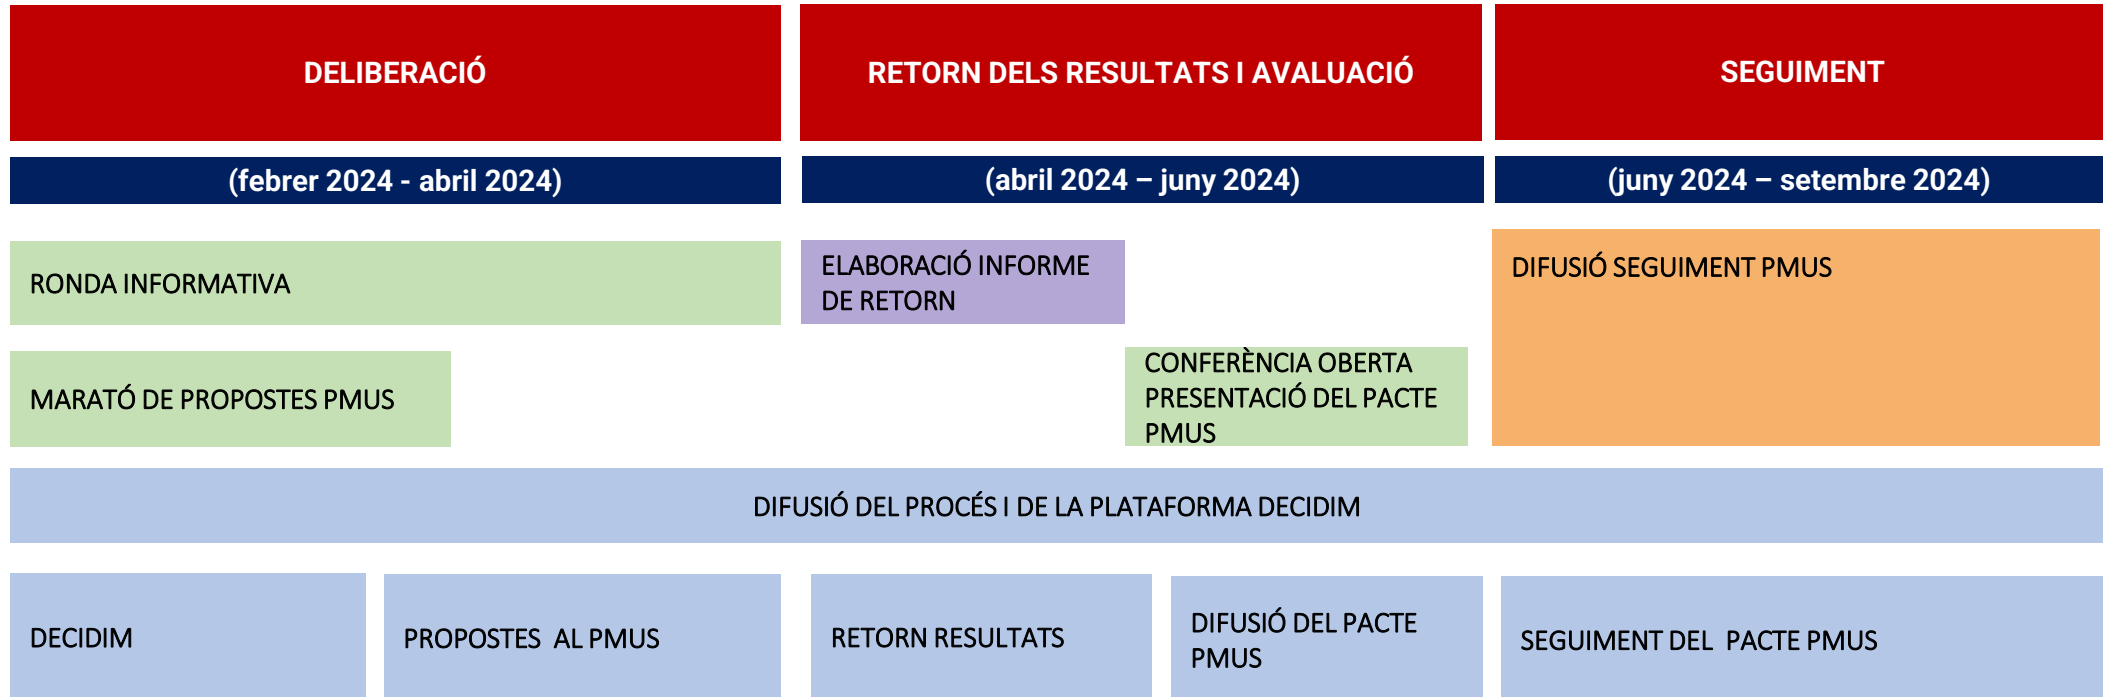 DELIBERACIÓ
RETORN DELS RESULTATS I AVALUACIÓ
SEGUIMENT
(febrer 2024 - abril 2024)
(abril 2024 – juny 2024)
(juny 2024 – setembre 2024)
RONDA INFORMATIVA
ELABORACIÓ INFORME
DE RETORN
DIFUSIÓ SEGUIMENT PMUS
MARATÓ DE PROPOSTES PMUS
CONFERÈNCIA OBERTA
PRESENTACIÓ DEL PACTE
PMUS
DIFUSIÓ DEL PROCÉS I DE LA PLATAFORMA DECIDIM
DECIDIM
PROPOSTES AL PMUS
RETORN RESULTATS
DIFUSIÓ DEL PACTE
PMUS
SEGUIMENT DEL PACTE PMUS